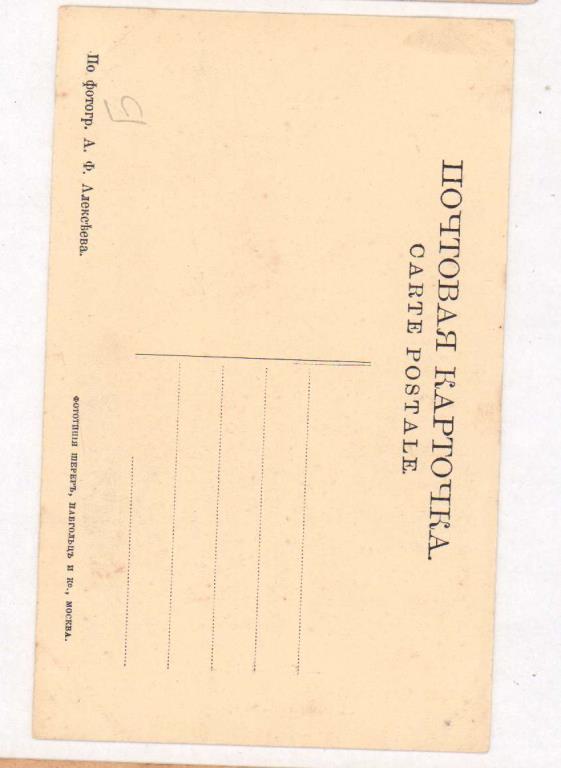 ПОЧТОВАЯ КАРТОЧКА.
CARTE POSTALE.
По фотогр. А. Ф. Алексѣева.
ФОТОТИПІЯ ШЕРЕРЪ, НАБГОЛЬЦЪ И Ко., МОСКВА.